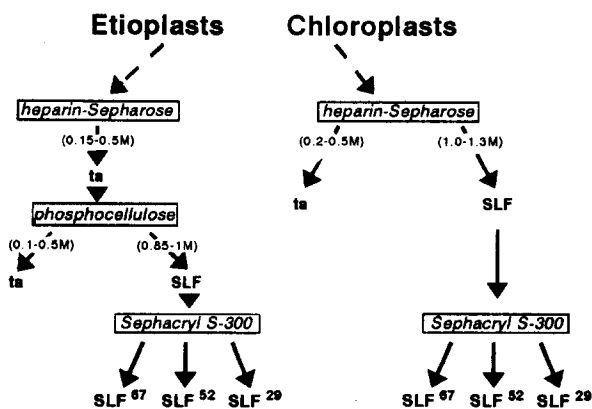 Etioplasts Chloroplasts
heparin-Sepharose heparin-Sepharose
(0.15-0.5M) (0.2-0.5M) (1.0-1.3M)
ta
ta SLF
phosphocellulose
(0.1-0.5M) (0.85-1M)
ta SLF
Sephacryl S-300 Sephacryl S-300
SLF 67 SLF 52 SLF 29 SLF 67 SLF 52 SLF 29